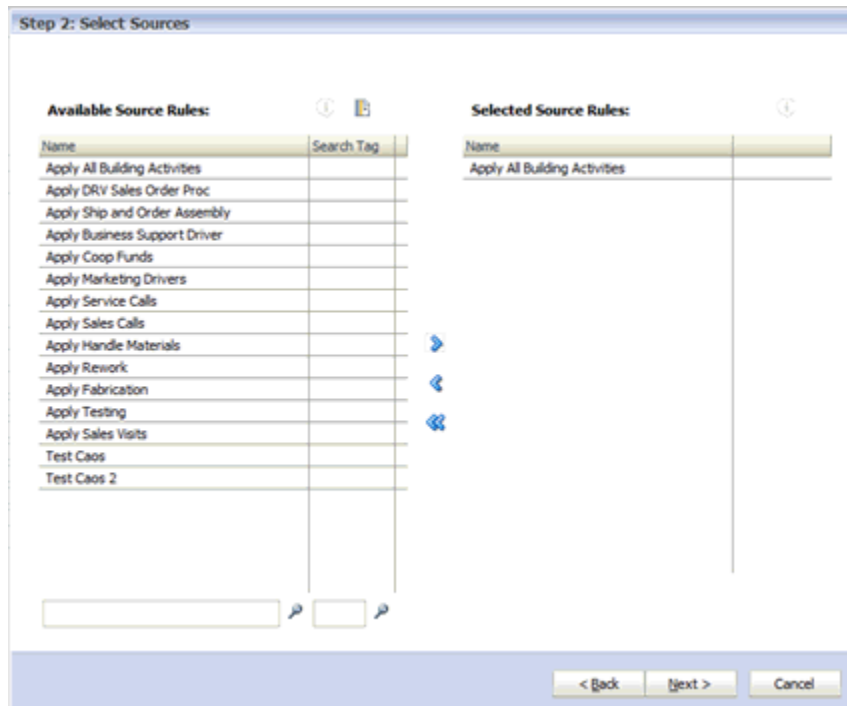 Step 2: Select Sources
Available Source Rules:
Selected Source Rules:
Name Search Tag
Name
Apply All Building Activities
Apply All Building Activities
Apply DRV Sales Order Proc
Apply Ship and Order Assembly
Apply Business Support Driver
Apply Coop Funds
Apply Marketing Drivers
Apply Service Calls
Apply Sales Calls
Apply Handle Materials
Apply Rework
Apply Fabrication
Apply Testing
Apply Sales Visits
Test Caos
Test Caos 2
< Back Next > Cancel